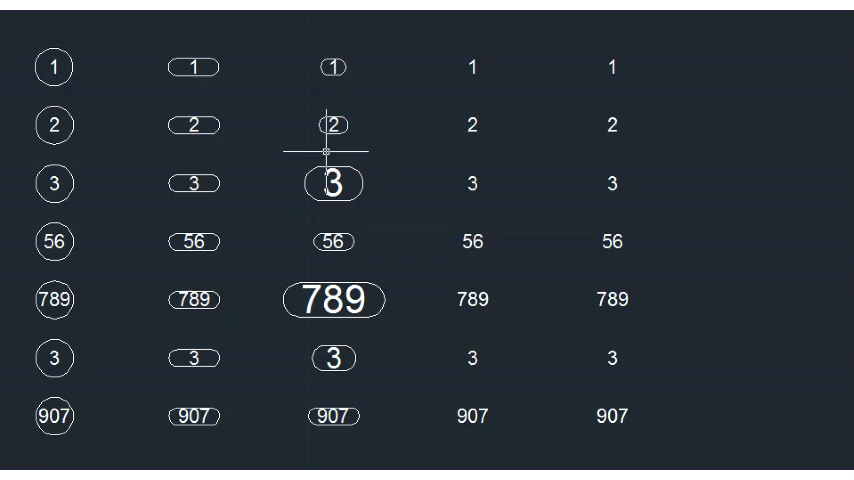 1 1 1 1 1
2 2 2 2 2
3 3 3 3 3
56 56 56 56 56
789 789 789 789 789
3 3 3 3 3
907 907 907 907 907